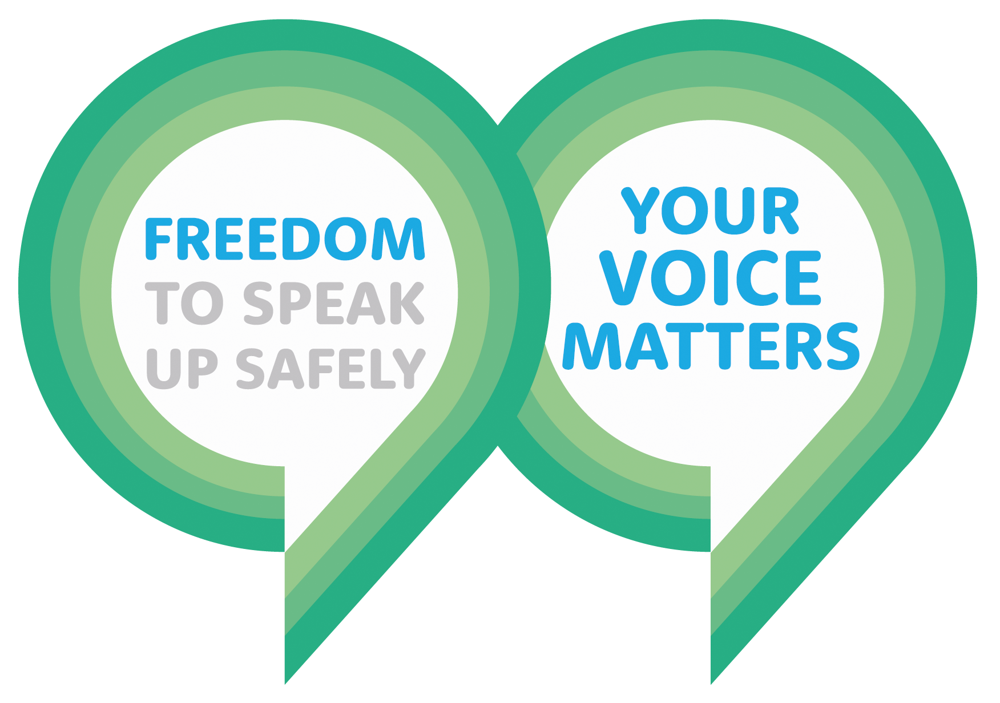 FREEDOM
TO SPEAK
UP SAFELY
YOUR
VOICE
MATTERS